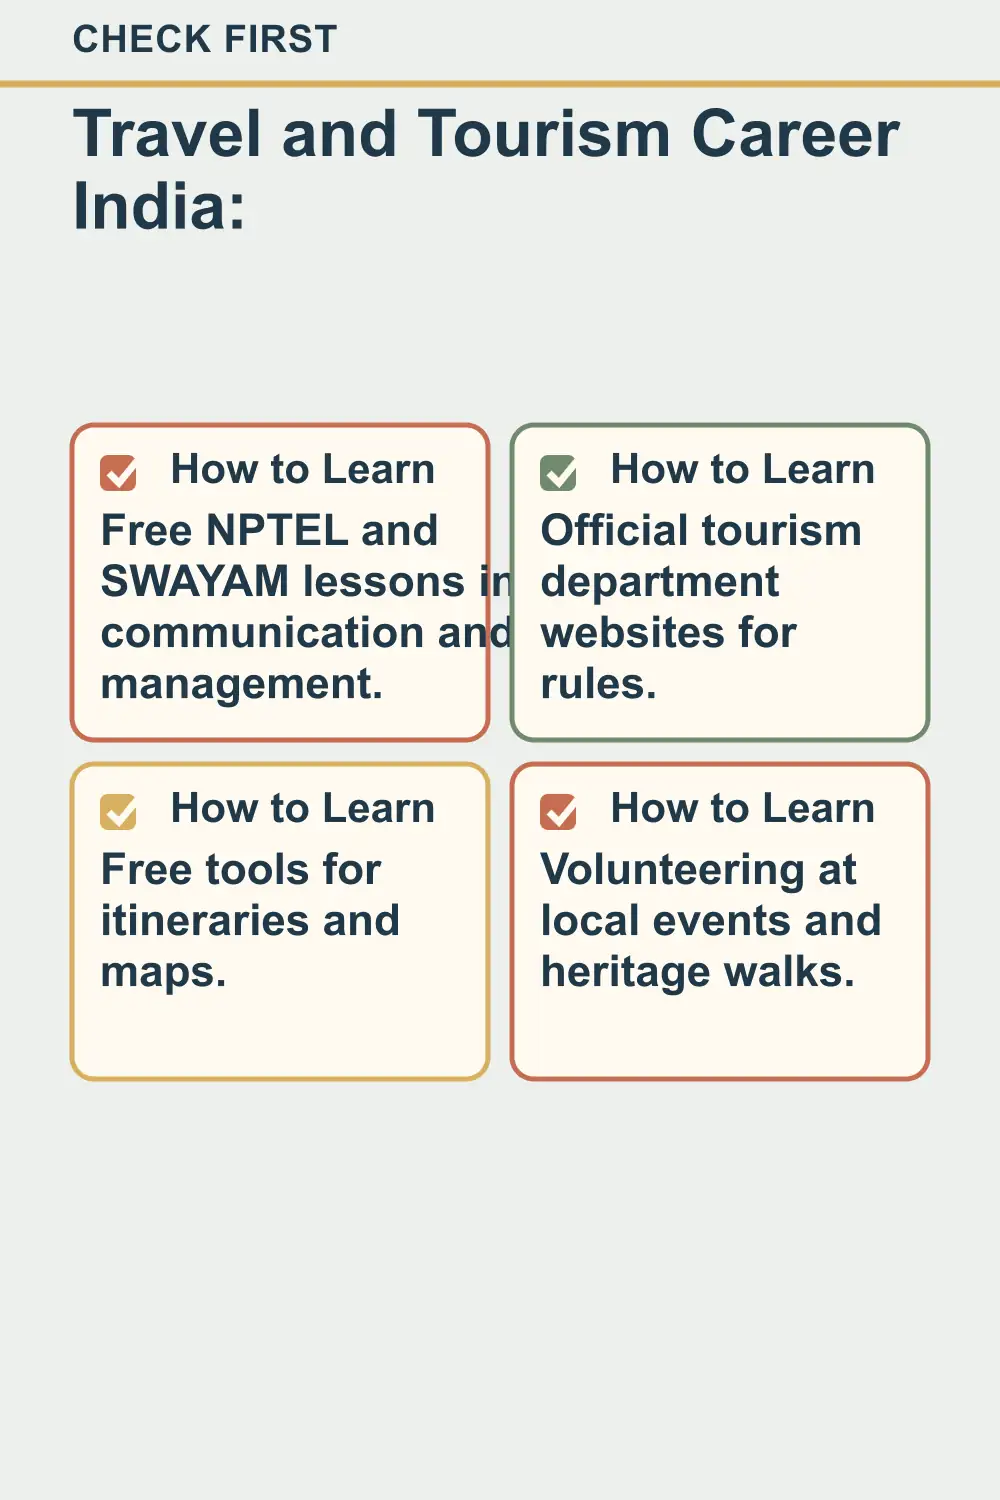 CHECK FIRST
Travel and Tourism Career
India:
How to Learn
Free NPTEL and
SWAYAM lessons in
communication and
management.
How to Learn
Official tourism
department
websites for
rules.
How to Learn
Free tools for
itineraries and
maps.
How to Learn
Volunteering at
local events and
heritage walks.